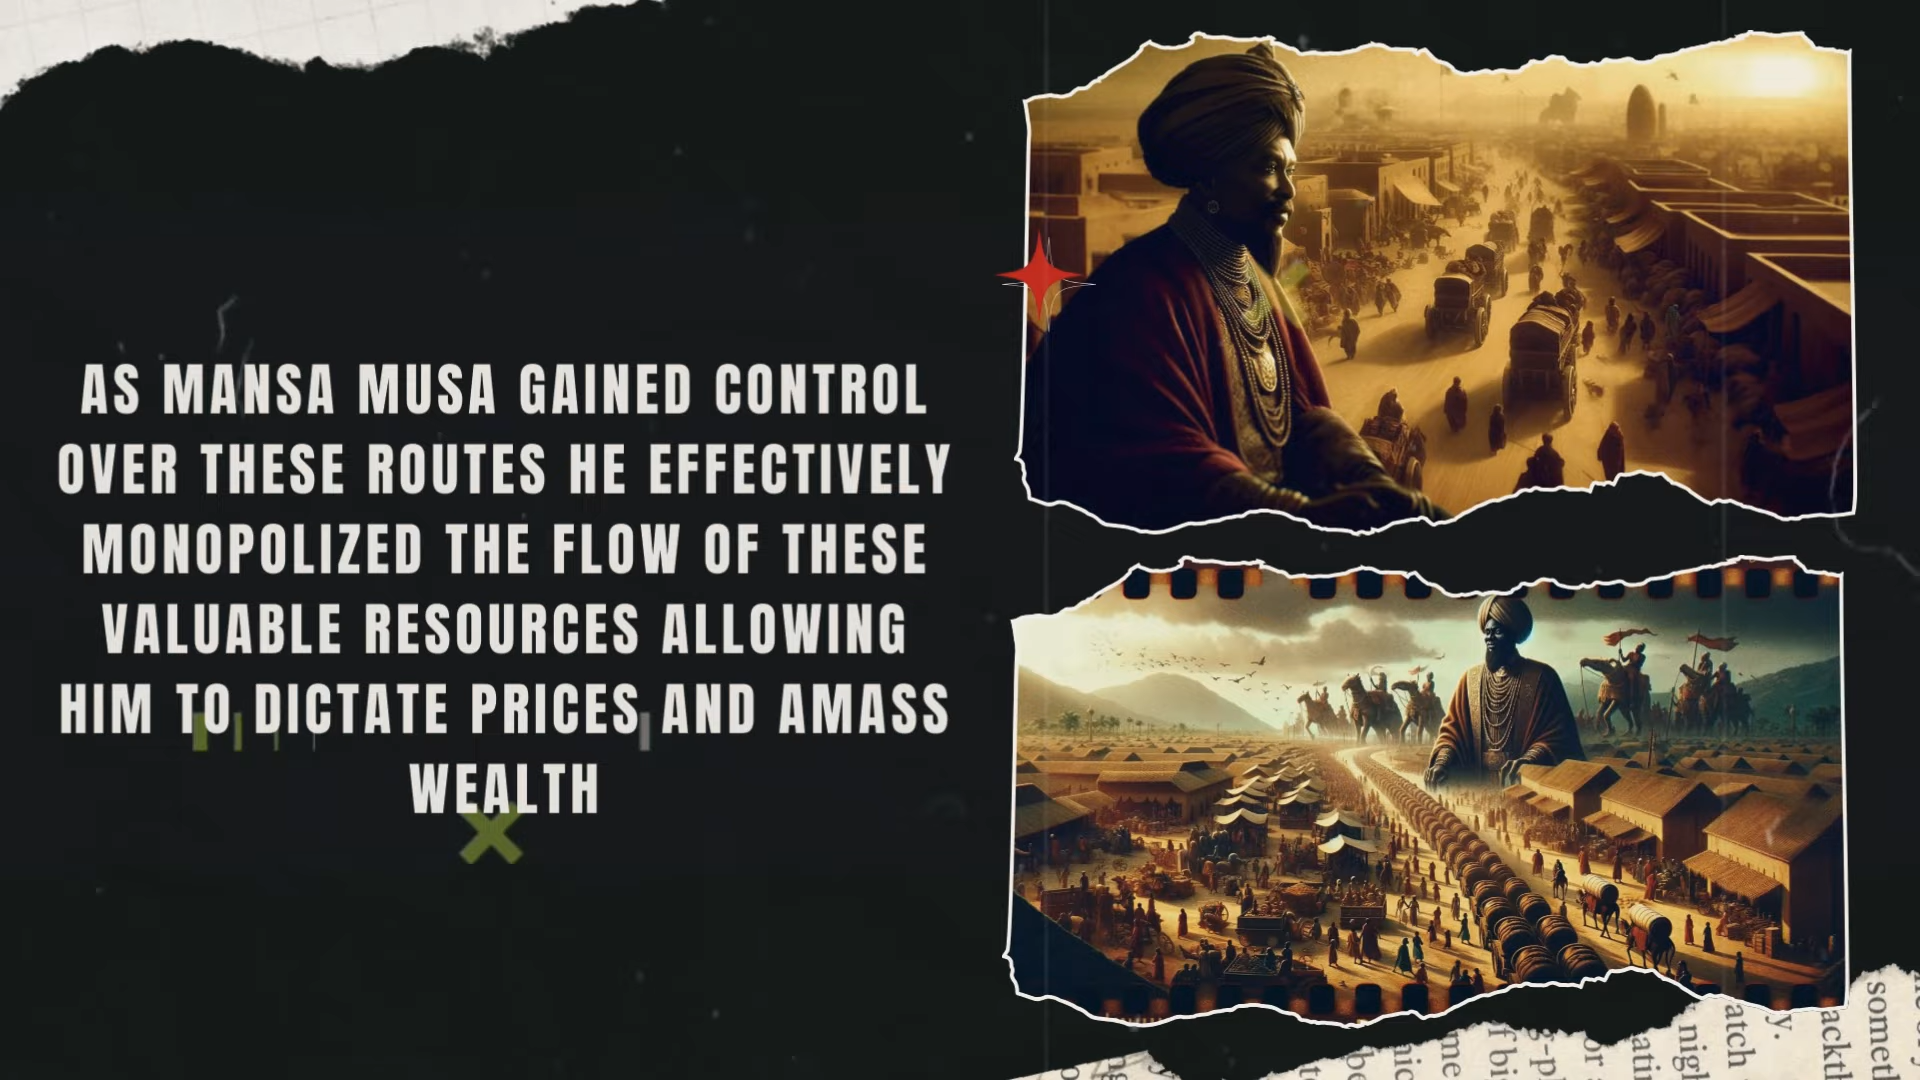 AS MANSA MUSA GAINED CONTROL
OVER THESE ROUTES HE EFFECTIVELY
MONOPOLIZED THE FLOW OF THESE
VALUABLE RESOURCES ALLOWING
HIM TO DICTATE PRICES AND AMASS
WEALTH